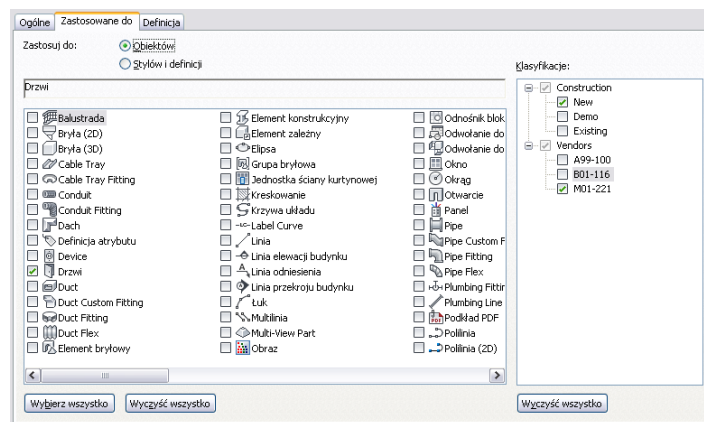 Ogólne Zastosowane do Definicja
Zastosuj do: Obiektów
Stylów i definicji
Klasyfikacje:
Drzwi
Balustrada
Bryła (2D)
Bryła (3D)
Cable Tray
Cable Tray Fitting
Conduit
Conduit Fitting
Dach
Definicja atrybutu
Device
Drzwi
Duct
Duct Custom Fitting
Duct Fitting
Duct Flex
Element bryłowy
Element konstrukcyjny
Element zależny
Elipsa
Grupa bryłowa
Jednostka ściany kurtynowej
Kreskowanie
Krzywa układu
Label Curve
Linia
Linia elewacji budynku
Linia odniesienia
Linia przekroju budynku
Łuk
Multilinia
Multi-View Part
Obraz
Odnośnik blok
Odwołanie do
Odwołanie do
Okno
Okrąg
Otwarcie
Panel
Pipe
Pipe Custom F
Pipe Fitting
Pipe Flex
Plumbing Fittin
Plumbing Line
Podkład PDF
Polilinia
Polilinia (2D)
Construction
New
Demo
Existing
Vendors
A99-100
B01-116
M01-221
Wybierz wszystko Wyczyść wszystko
Wyczyść wszystko